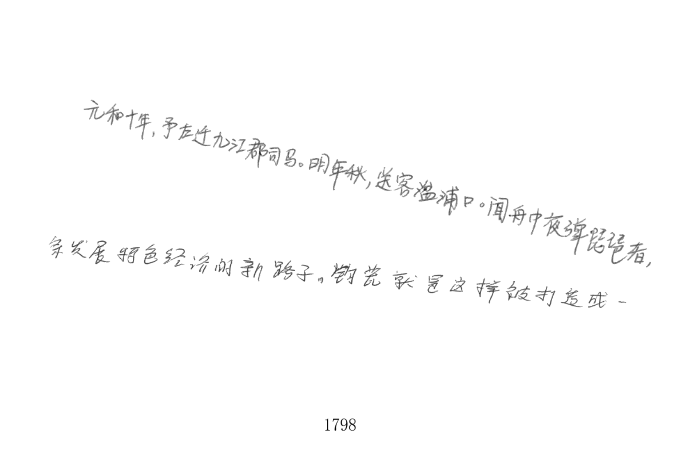 元和十年,予左迁九江郡司马。明年秋,送客湓浦口。闻舟中夜弹琵琶者,
条发展特色经济的新路子。钧瓷就是这样被打造成一
1798